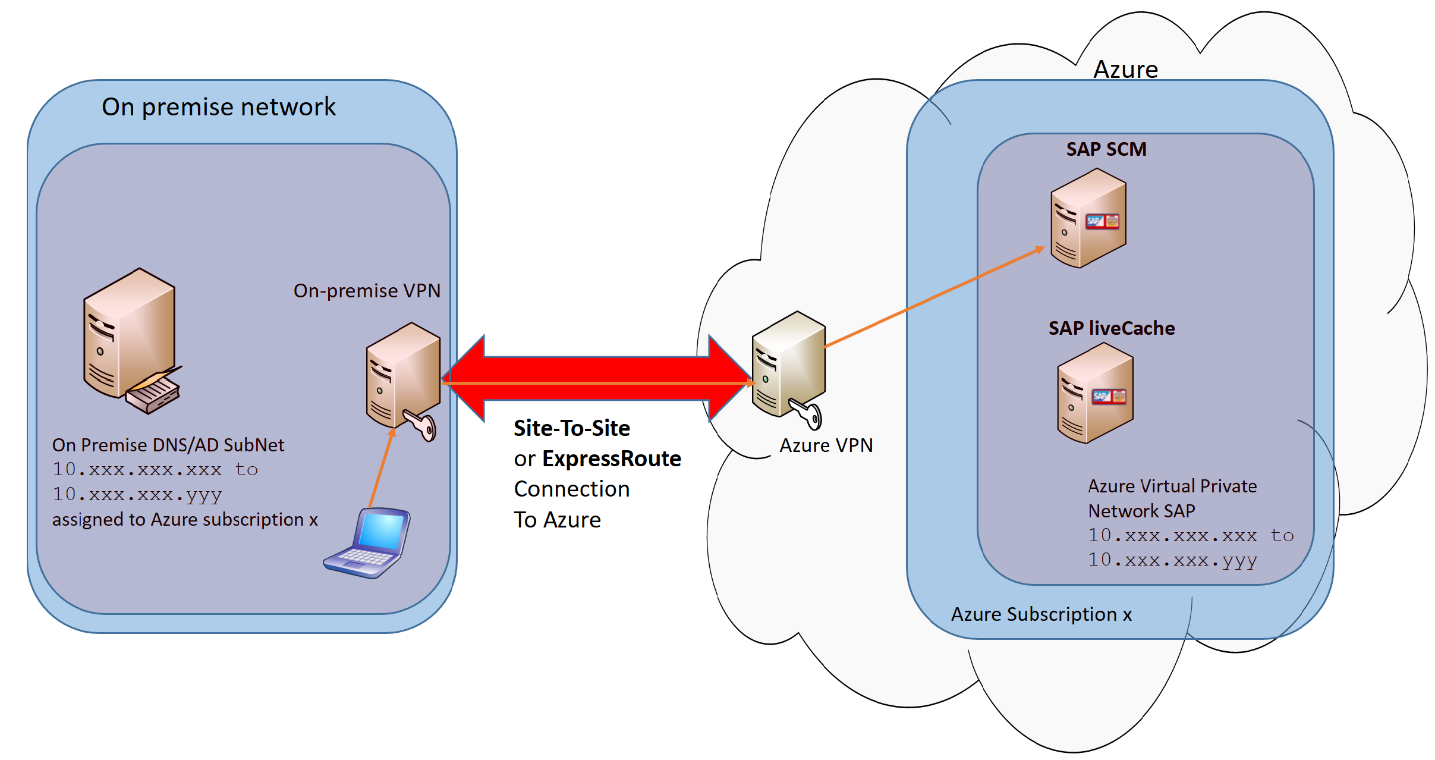 On premise network
On-premise VPN
On Premise DNS/AD SubNet
10.xxx.xxx.xxx to
10.xxx.xxx.yyy
assigned to Azure subscription x
Site-To-Site
or ExpressRoute
Connection
To Azure
Azure
Azure VPN
SAP SCM
SAP
SAP liveCache
SAP
Azure Virtual Private
Network SAP
10.xxx.xxx.xxx to
10.xxx.xxx.yyy
Azure Subscription x